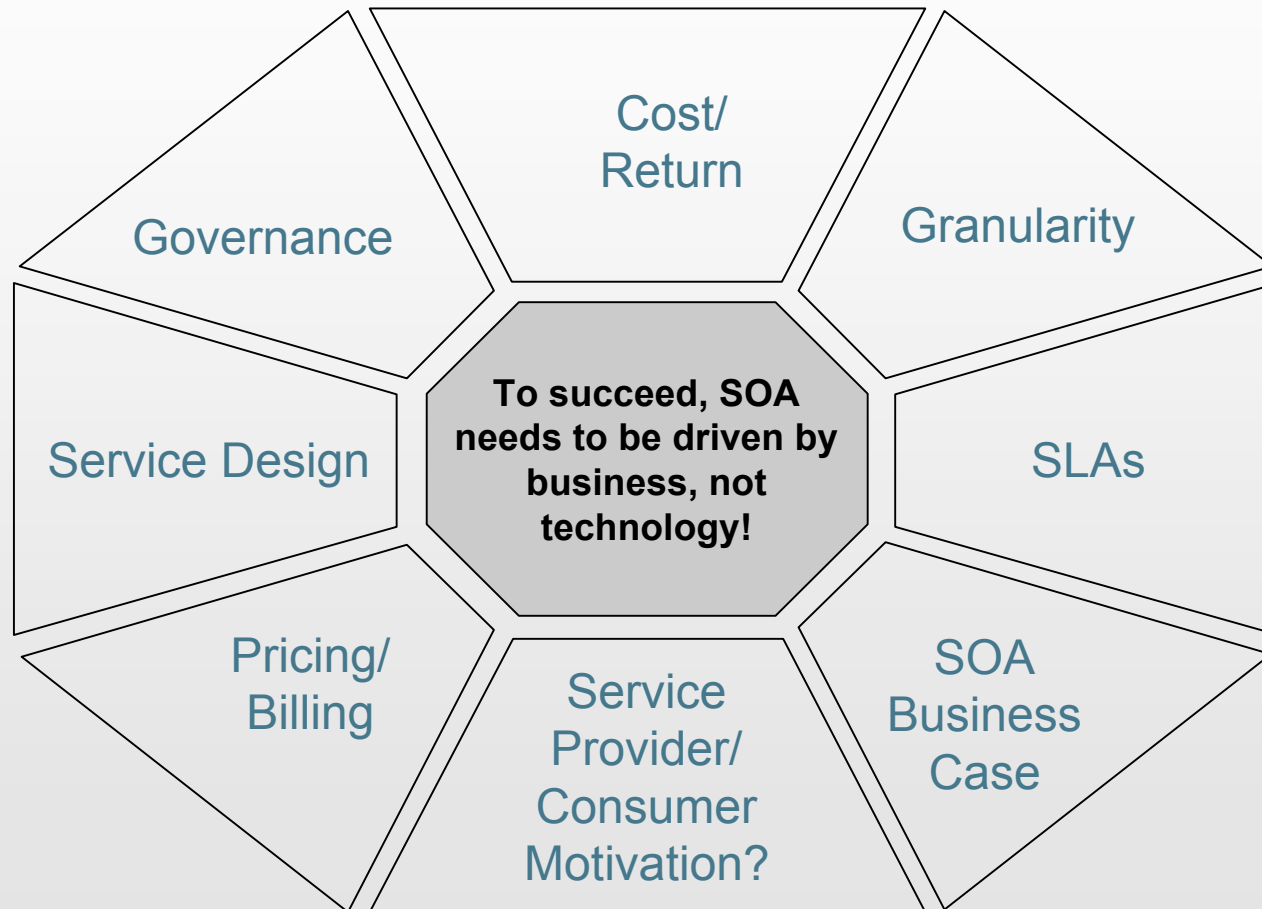 Cost/
Return
Governance
Granularity
To succeed, SOA
needs to be driven by
business, not
technology!
Service Design
SLAs
Pricing/
Billing
Service
Provider/
Consumer
Motivation?
SOA
Business
Case